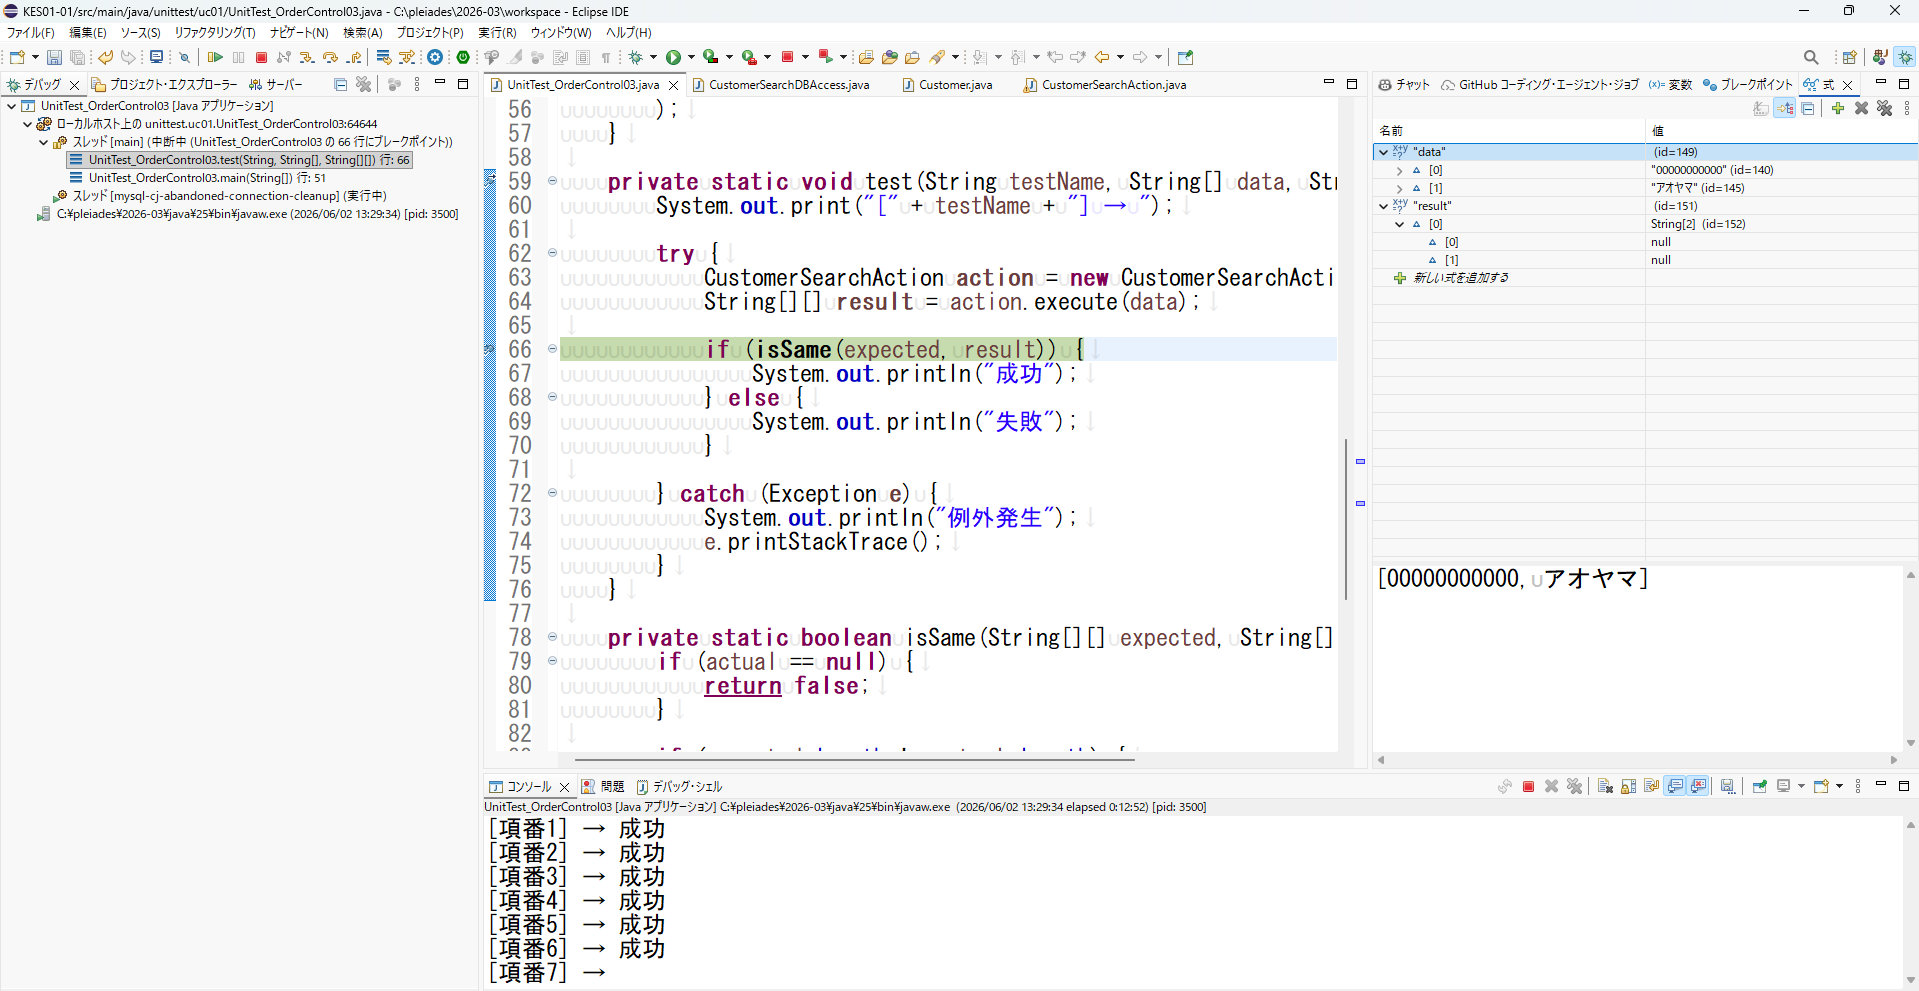 KES01-01/src/main/java/unittest/uc01/UnitTest_OrderControl03.java - C:\pleiades\2026-03\workspace - Eclipse IDE
ファイル(F) 編集(E) ソース(S) リファクタリング(T) ナビゲート(N) 検索(A) プロジェクト(P) 実行(R) ウィンドウ(W) ヘルプ(H)
デバッグ プロジェクト・エクスプローラー サーバー
UnitTest_OrderControl03 [Java アプリケーション]
ローカルホスト上の unittest.uc01.UnitTest_OrderControl03:64644
スレッド [main] (中断中 (UnitTest_OrderControl03 の 66 行にブレークポイント))
UnitTest_OrderControl03.test(String, String[], String[][]) 行: 66
UnitTest_OrderControl03.main(String[]) 行: 51
スレッド [mysql-cj-abandoned-connection-cleanup] (実行中)
C:¥pleiades¥2026-03¥java¥25¥bin¥javaw.exe (2026/06/02 13:29:34) [pid: 3500]
UnitTest_OrderControl03.java CustomerSearchDBAccess.java Customer.java CustomerSearchAction.java
56 );
57 }
58
59 private static void test(String testName, String[] data, Str
60 System.out.print("[" + testName + "] → ");
61
62 try {
63 CustomerSearchAction action = new CustomerSearchActi
64 String[][] result = action.execute(data);
65
66 if (isSame(expected, result)) {
67 System.out.println("成功");
68 } else {
69 System.out.println("失敗");
70 }
71
72 } catch (Exception e) {
73 System.out.println("例外発生");
74 e.printStackTrace();
75 }
76 }
77
78 private static boolean isSame(String[][] expected, String[]
79 if (actual == null) {
80 return false;
81 }
82
チャット GitHub コーディング・エージェント・ジョブ (x)= 変数 ブレークポイント 式
名前 値
"data" (id=149)
[0] "00000000000" (id=140)
[1] "アオヤマ" (id=145)
"result" (id=151)
[0] String[2] (id=152)
[0] null
[1] null
新しい式を追加する
[00000000000, アオヤマ]
コンソール 問題 デバッグ・シェル
UnitTest_OrderControl03 [Java アプリケーション] C:¥pleiades¥2026-03¥java¥25¥bin¥javaw.exe (2026/06/02 13:29:34 elapsed 0:12:52) [pid: 3500]
[項番1] → 成功
[項番2] → 成功
[項番3] → 成功
[項番4] → 成功
[項番5] → 成功
[項番6] → 成功
[項番7] →